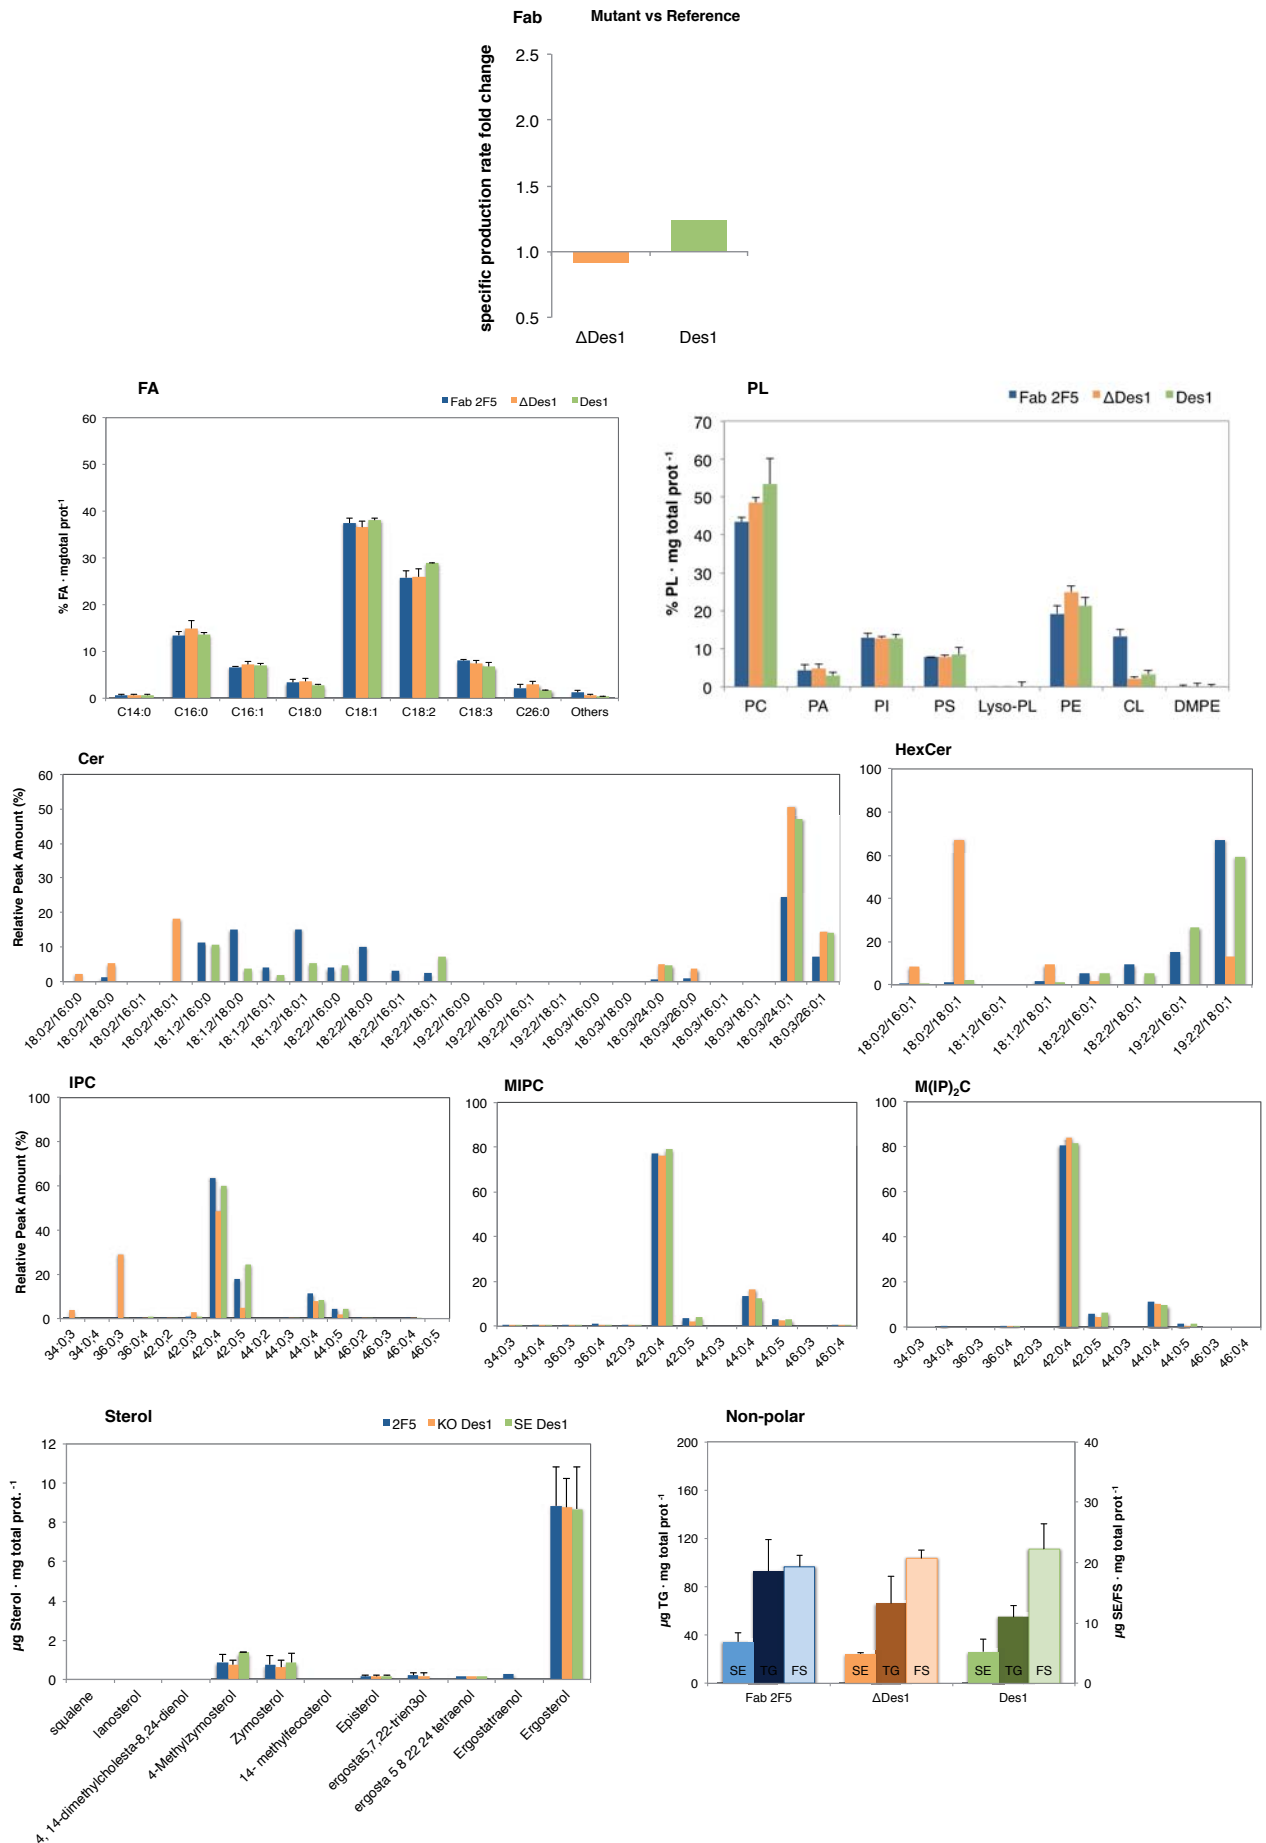 Fab Mutant vs Reference
specific production rate fold change
2.5
2.0
1.5
1.0
0.5
ΔDes1 Des1
FA
Fab 2F5 ΔDes1 Des1
% FA · mgtotal prot⁻¹
60
50
40
30
20
10
0
C14:0 C16:0 C16:1 C18:0 C18:1 C18:2 C18:3 C26:0 Others
PL
Fab 2F5 ΔDes1 Des1
% PL · mg total prot ⁻¹
70
60
50
40
30
20
10
0
PC PA PI PS Lyso-PL PE CL DMPE
Cer
Relative Peak Amount (%)
60
50
40
30
20
10
0
18:0;2/16:0;0 18:0;2/18:0;0 18:0;2/16:0;1 18:0;2/18:0;1 18:1;2/16:0;0 18:1;2/18:0;0 18:1;2/16:0;1 18:1;2/18:0;1 18:2;2/16:0;0 18:2;2/18:0;0 18:2;2/16:0;1 18:2;2/18:0;1 19:2;2/16:0;0 19:2;2/18:0;0 19:2;2/16:0;1 19:2;2/18:0;1 18:0;3/16:0;0 18:0;3/18:0;0 18:0;3/24:0;0 18:0;3/26:0;0 18:0;3/16:0;1 18:0;3/18:0;1 18:0;3/24:0;1 18:0;3/26:0;1
HexCer
100
80
60
40
20
0
18:0;2/16:0;1 18:0;2/18:0;1 18:1;2/16:0;1 18:1;2/18:0;1 18:2;2/16:0;1 18:2;2/18:0;1 19:2;2/16:0;1 19:2;2/18:0;1
IPC
Relative Peak Amount (%)
100
80
60
40
20
0
34:0;3 34:0;4 36:0;3 36:0;4 42:0;2 42:0;3 42:0;4 42:0;5 44:0;2 44:0;3 44:0;4 44:0;5 46:0;2 46:0;3 46:0;4 46:0;5
MIPC
100
80
60
40
20
0
34:0;3 34:0;4 36:0;3 36:0;4 42:0;3 42:0;4 42:0;5 44:0;3 44:0;4 44:0;5 46:0;3 46:0;4
M(IP)₂C
100
80
60
40
20
0
34:0;3 34:0;4 36:0;3 36:0;4 42:0;3 42:0;4 42:0;5 44:0;3 44:0;4 44:0;5 46:0;3 46:0;4
Sterol
2F5 KO Des1 SE Des1
µg Sterol · mg total prot. ⁻¹
12
10
8
6
4
2
0
squalene lanosterol 4, 14-dimethylcholesta-8,24-dienol 4-Methylzymosterol Zymosterol 14- methylfecosterol Episterol ergosta5,7,22-trien3ol ergosta 5 8 22 24 tetraenol Ergostatraenol Ergosterol
Non-polar
µg TG · mg total prot ⁻¹
200
160
120
80
40
0
40
30
20
10
0
µg SE/FS · mg total prot ⁻¹
SE TG FS SE TG FS SE TG FS
Fab 2F5 ΔDes1 Des1